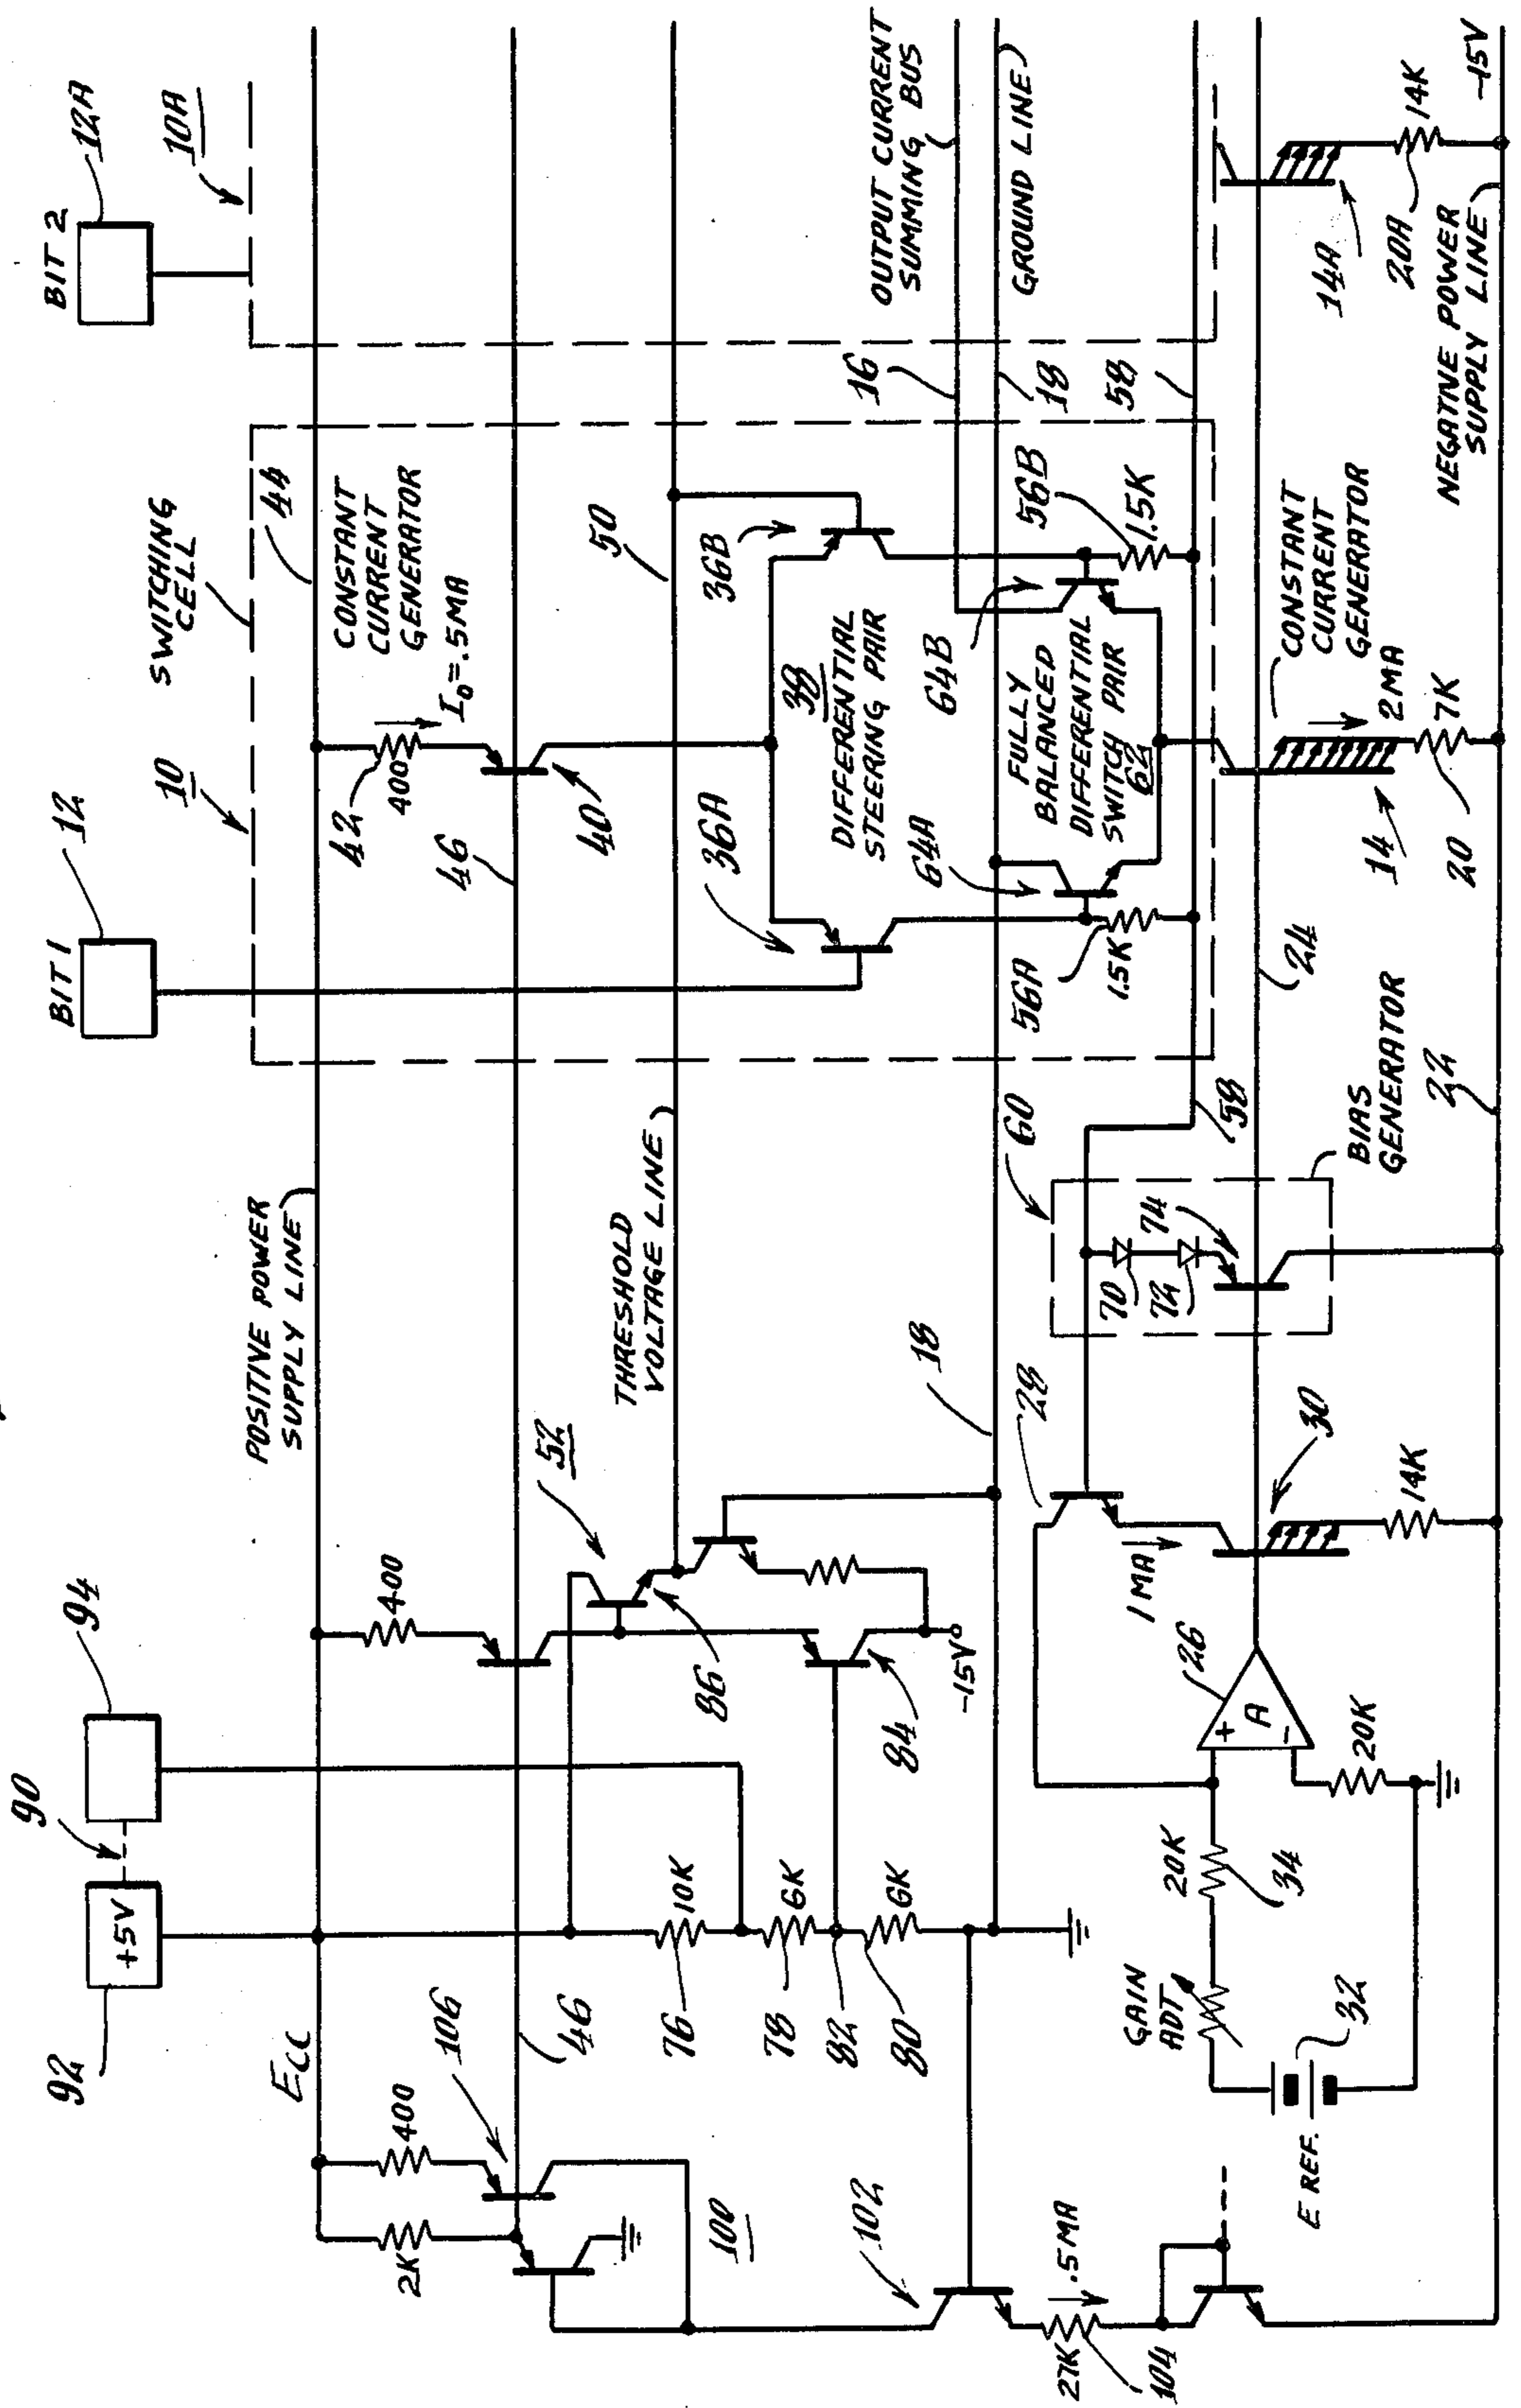 BIT 1
12
BIT 2
12A
10A
SWITCHING
CELL
10
44
POSITIVE POWER
SUPPLY LINE
94
90
92
+5V
ECC
2K
400
106
46
400
52
THRESHOLD
VOLTAGE LINE
86
84
-15V
76
10K
78
6K
82
80
6K
18
100
102
27K
.5MA
104
E REF.
32
GAIN
ADT
20K
34
20K
26
A
+
-
28
1 MA
30
14K
60
70
72
74
BIAS
GENERATOR
22
58
24
42
400
CONSTANT
CURRENT
GENERATOR
I0=.5MA
46
40
36A
50
36B
38
DIFFERENTIAL
STEERING PAIR
64A
64B
FULLY
BALANCED
DIFFERENTIAL
SWITCH PAIR
62
56A
1.5K
56B
1.5K
16
18
58
OUTPUT CURRENT
SUMMING BUS
GROUND LINE
CONSTANT
CURRENT
GENERATOR
2MA
7K
14
20
14A
20A
14K
NEGATIVE POWER
SUPPLY LINE
-15V